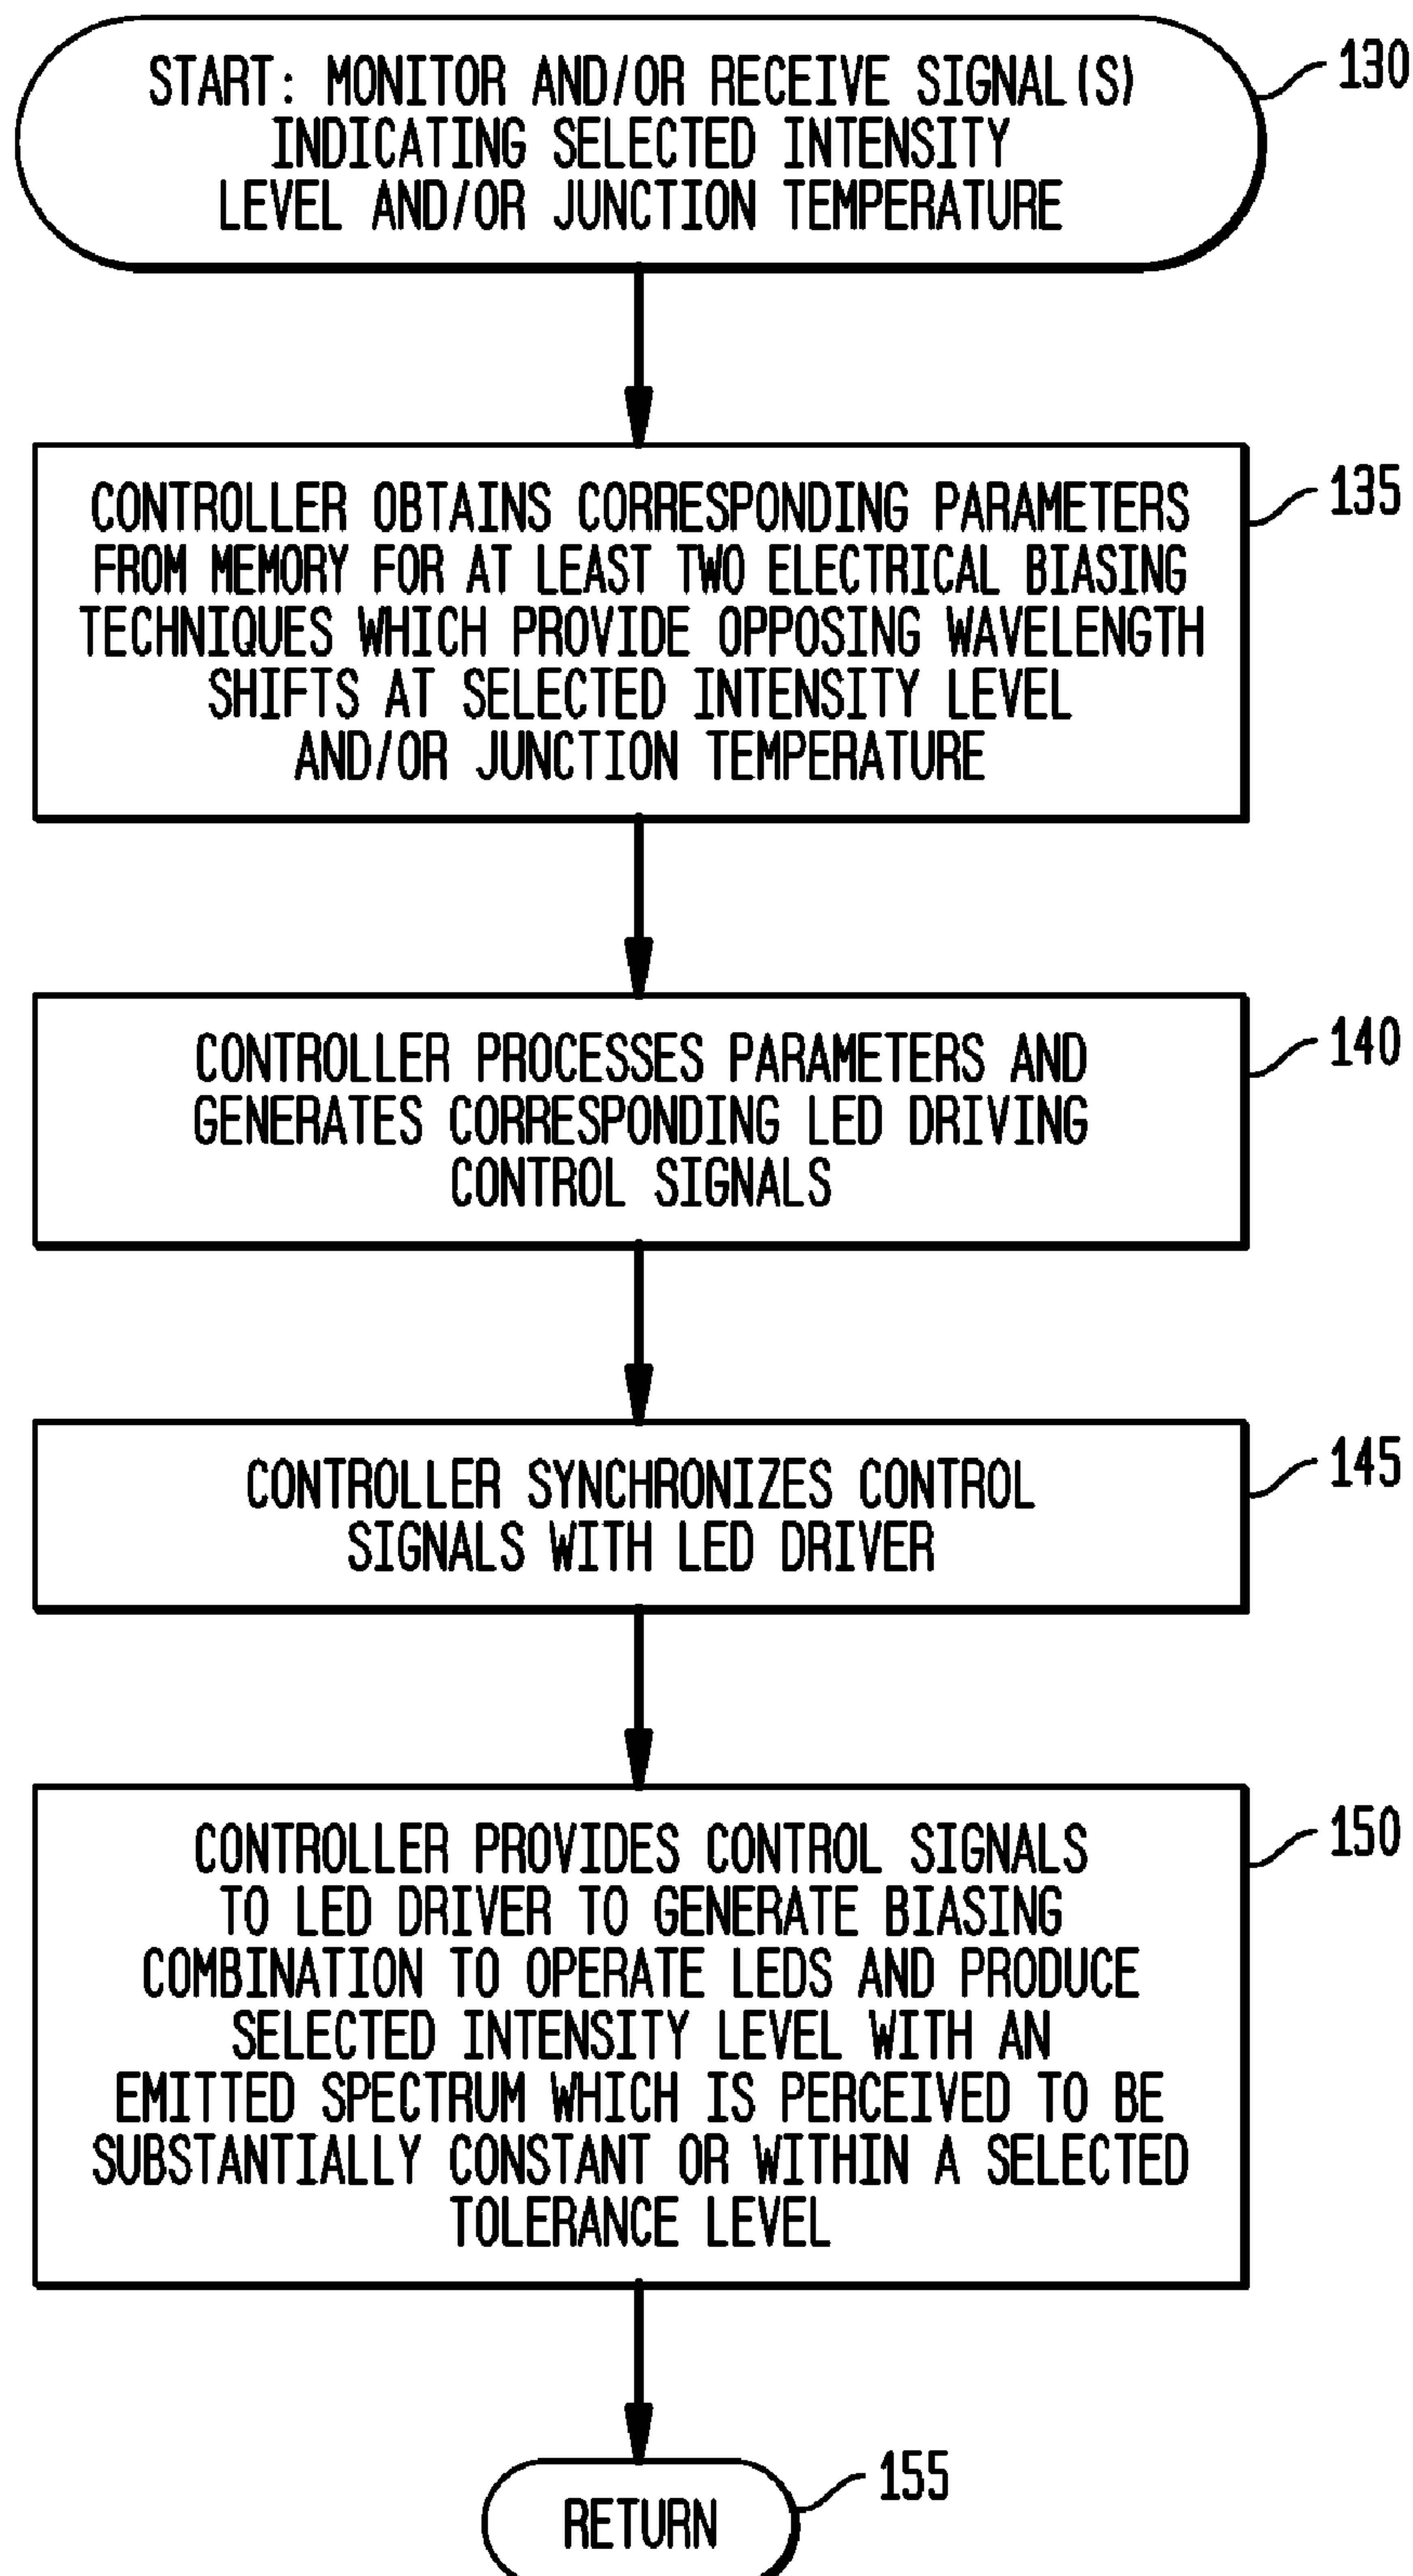 START: MONITOR AND/OR RECEIVE SIGNAL(S)
INDICATING SELECTED INTENSITY
LEVEL AND/OR JUNCTION TEMPERATURE
130
CONTROLLER OBTAINS CORRESPONDING PARAMETERS
FROM MEMORY FOR AT LEAST TWO ELECTRICAL BIASING
TECHNIQUES WHICH PROVIDE OPPOSING WAVELENGTH
SHIFTS AT SELECTED INTENSITY LEVEL
AND/OR JUNCTION TEMPERATURE
135
CONTROLLER PROCESSES PARAMETERS AND
GENERATES CORRESPONDING LED DRIVING
CONTROL SIGNALS
140
CONTROLLER SYNCHRONIZES CONTROL
SIGNALS WITH LED DRIVER
145
CONTROLLER PROVIDES CONTROL SIGNALS
TO LED DRIVER TO GENERATE BIASING
COMBINATION TO OPERATE LEDS AND PRODUCE
SELECTED INTENSITY LEVEL WITH AN
EMITTED SPECTRUM WHICH IS PERCEIVED TO BE
SUBSTANTIALLY CONSTANT OR WITHIN A SELECTED
TOLERANCE LEVEL
150
RETURN
155